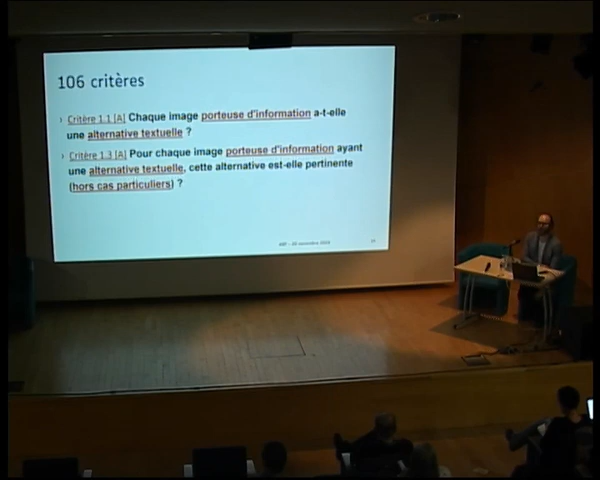 106 critères
› Critère 1.1 [A] Chaque image porteuse d'information a-t-elle
une alternative textuelle ?
› Critère 1.3 [A] Pour chaque image porteuse d'information ayant
une alternative textuelle, cette alternative est-elle pertinente
(hors cas particuliers) ?